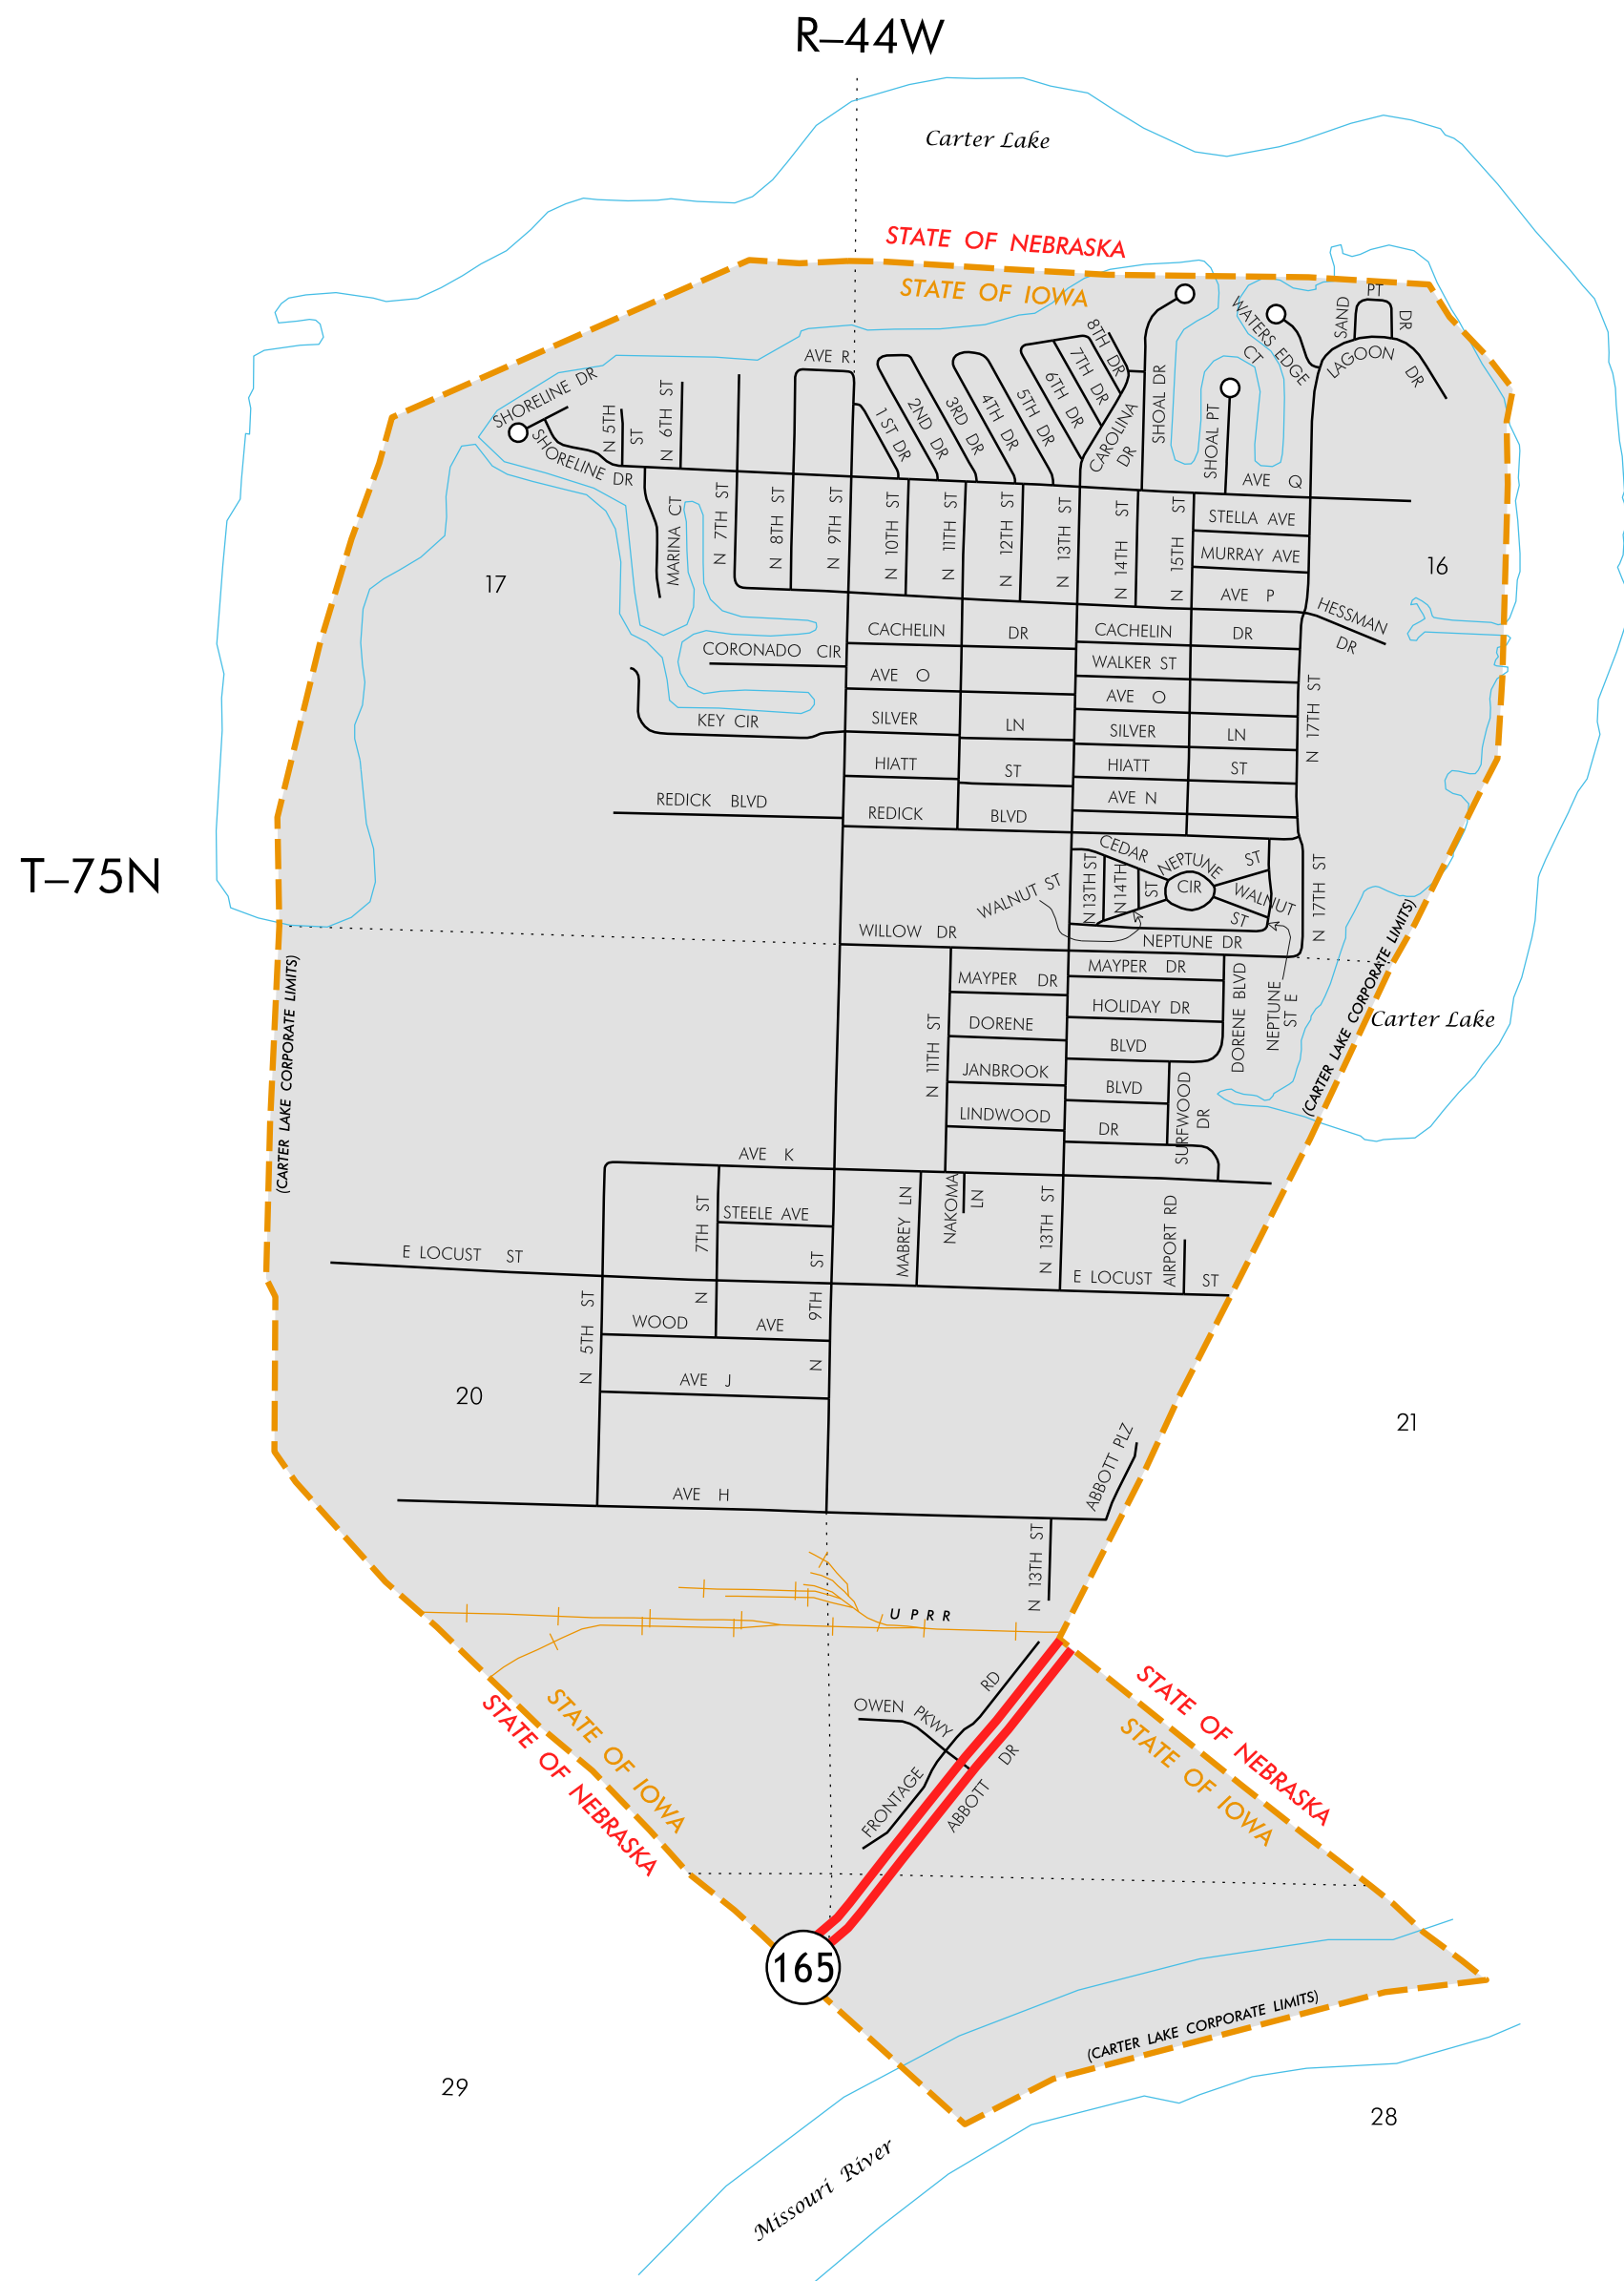 R–44W
Carter Lake
STATE OF NEBRASKA
STATE OF IOWA
WATERS EDGE
CT
SAND
PT
DR
LAGOON
DR
AVE R
8TH DR
7TH DR
6TH DR
5TH DR
4TH DR
3RD DR
2ND DR
1 ST DR
CAROLINA
DR
SHOAL DR
SHOAL PT
SHORELINE DR
SHORELINE DR
N 5TH
ST
N 6TH ST
AVE Q
MARINA CT
N 7TH ST
N 8TH ST
N 9TH ST
N 10TH ST
N 11TH ST
N 12TH ST
N 13TH ST
N 14TH ST
N 15TH ST
STELLA AVE
MURRAY AVE
AVE P
16
17
HESSMAN
DR
CACHELIN DR
CACHELIN DR
CORONADO CIR
WALKER ST
AVE O
AVE O
KEY CIR
SILVER LN
SILVER LN
N 17TH ST
HIATT ST
HIATT ST
REDICK BLVD
REDICK BLVD
AVE N
T–75N
CEDAR
ST
NEPTUNE
CIR
N 13TH ST
N 14TH
ST
WALNUT ST
WALNUT
ST
N 17TH ST
WILLOW DR
NEPTUNE DR
NEPTUNE
ST E
MAYPER DR
MAYPER DR
HOLIDAY DR
DORENE BLVD
DORENE BLVD
N 11TH ST
JANBROOK BLVD
LINDWOOD DR
SURFWOOD
DR
Carter Lake
(CARTER LAKE CORPORATE LIMITS)
(CARTER LAKE CORPORATE LIMITS)
AVE K
7TH ST
N
STEELE AVE
MABREY LN
NAKOMA
LN
N 13TH ST
AIRPORT RD
E LOCUST ST
E LOCUST ST
N 5TH ST
N 9TH ST
WOOD AVE
AVE J
20
21
AVE H
ABBOTT PLZ
N 13TH ST
U P R R
OWEN PKWY
FRONTAGE RD
ABBOTT DR
STATE OF IOWA
STATE OF NEBRASKA
STATE OF NEBRASKA
STATE OF IOWA
165
(CARTER LAKE CORPORATE LIMITS)
29
28
Missouri River